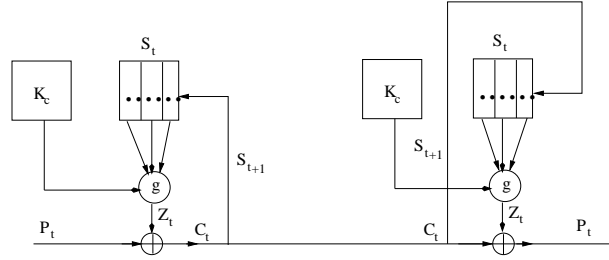 S_t
S_t
K_c
K_c
S_{t+1}
S_{t+1}
g
g
Z_t
Z_t
P_t
C_t
C_t
P_t